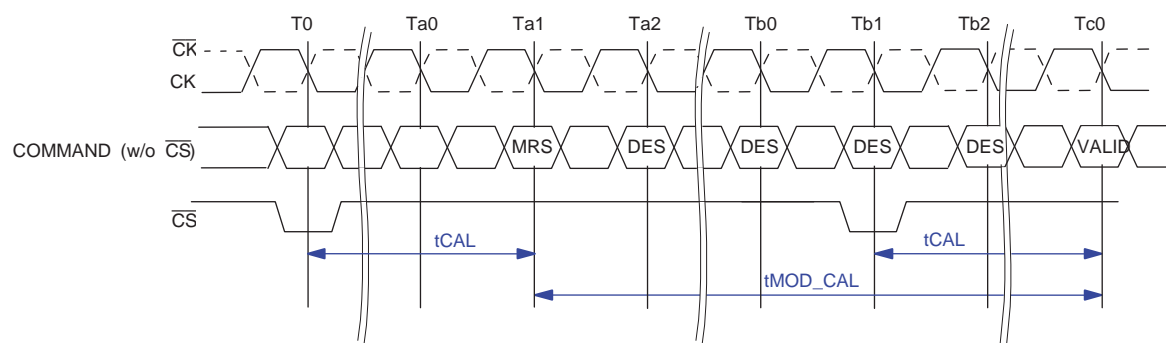 T0 Ta0 Ta1 Ta2 Tb0 Tb1 Tb2 Tc0
CK
CK
COMMAND (w/o CS) MRS DES DES DES DES VALID
CS
tCAL tCAL
tMOD_CAL